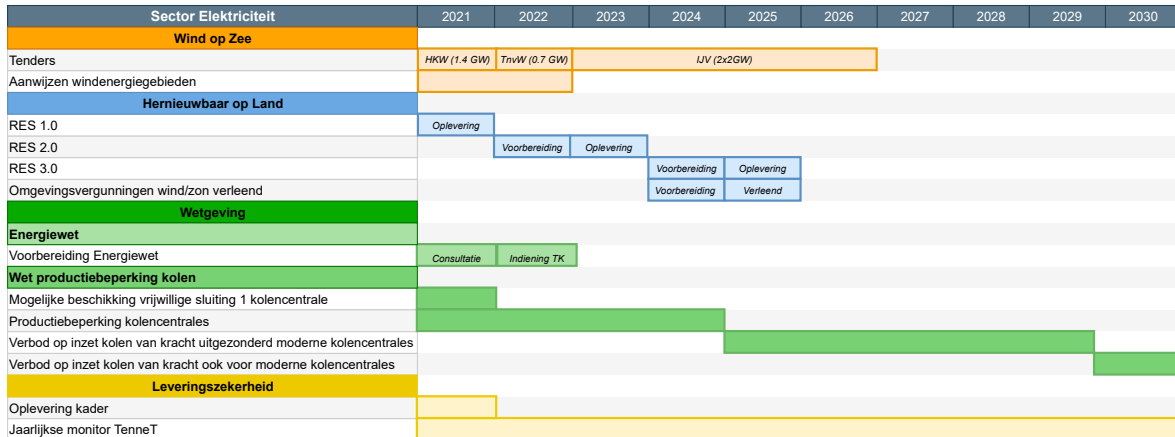 Sector Elektriciteit 2021 2022 2023 2024 2025 2026 2027 2028 2029 2030
Wind op Zee
Tenders HKW (1.4 GW) TnvW (0.7 GW) IJV (2x2GW)
Aanwijzen windenergiegebieden
Hernieuwbaar op Land
RES 1.0 Oplevering
RES 2.0 Voorbereiding Oplevering
RES 3.0 Voorbereiding Oplevering
Omgevingsvergunningen wind/zon verleend Voorbereiding Verleend
Wetgeving
Energiewet
Voorbereiding Energiewet Consultatie Indiening TK
Wet productiebeperking kolen
Mogelijke beschikking vrijwillige sluiting 1 kolencentrale
Productiebeperking kolencentrales
Verbod op inzet kolen van kracht uitgezonderd moderne kolencentrales
Verbod op inzet kolen van kracht ook voor moderne kolencentrales
Leveringszekerheid
Oplevering kader
Jaarlijkse monitor TenneT